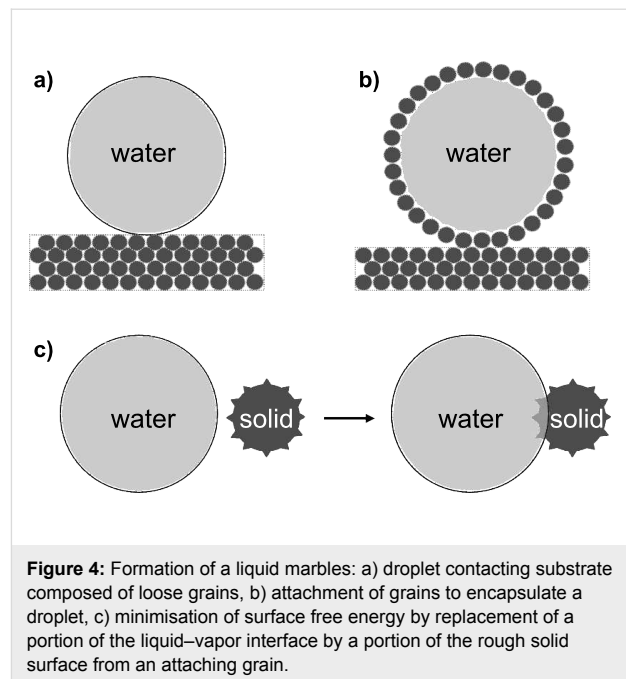 a)
b)
water
water
c)
water
solid
water
solid
Figure 4: Formation of a liquid marbles: a) droplet contacting substrate
composed of loose grains, b) attachment of grains to encapsulate a
droplet, c) minimisation of surface free energy by replacement of a
portion of the liquid–vapor interface by a portion of the rough solid
surface from an attaching grain.